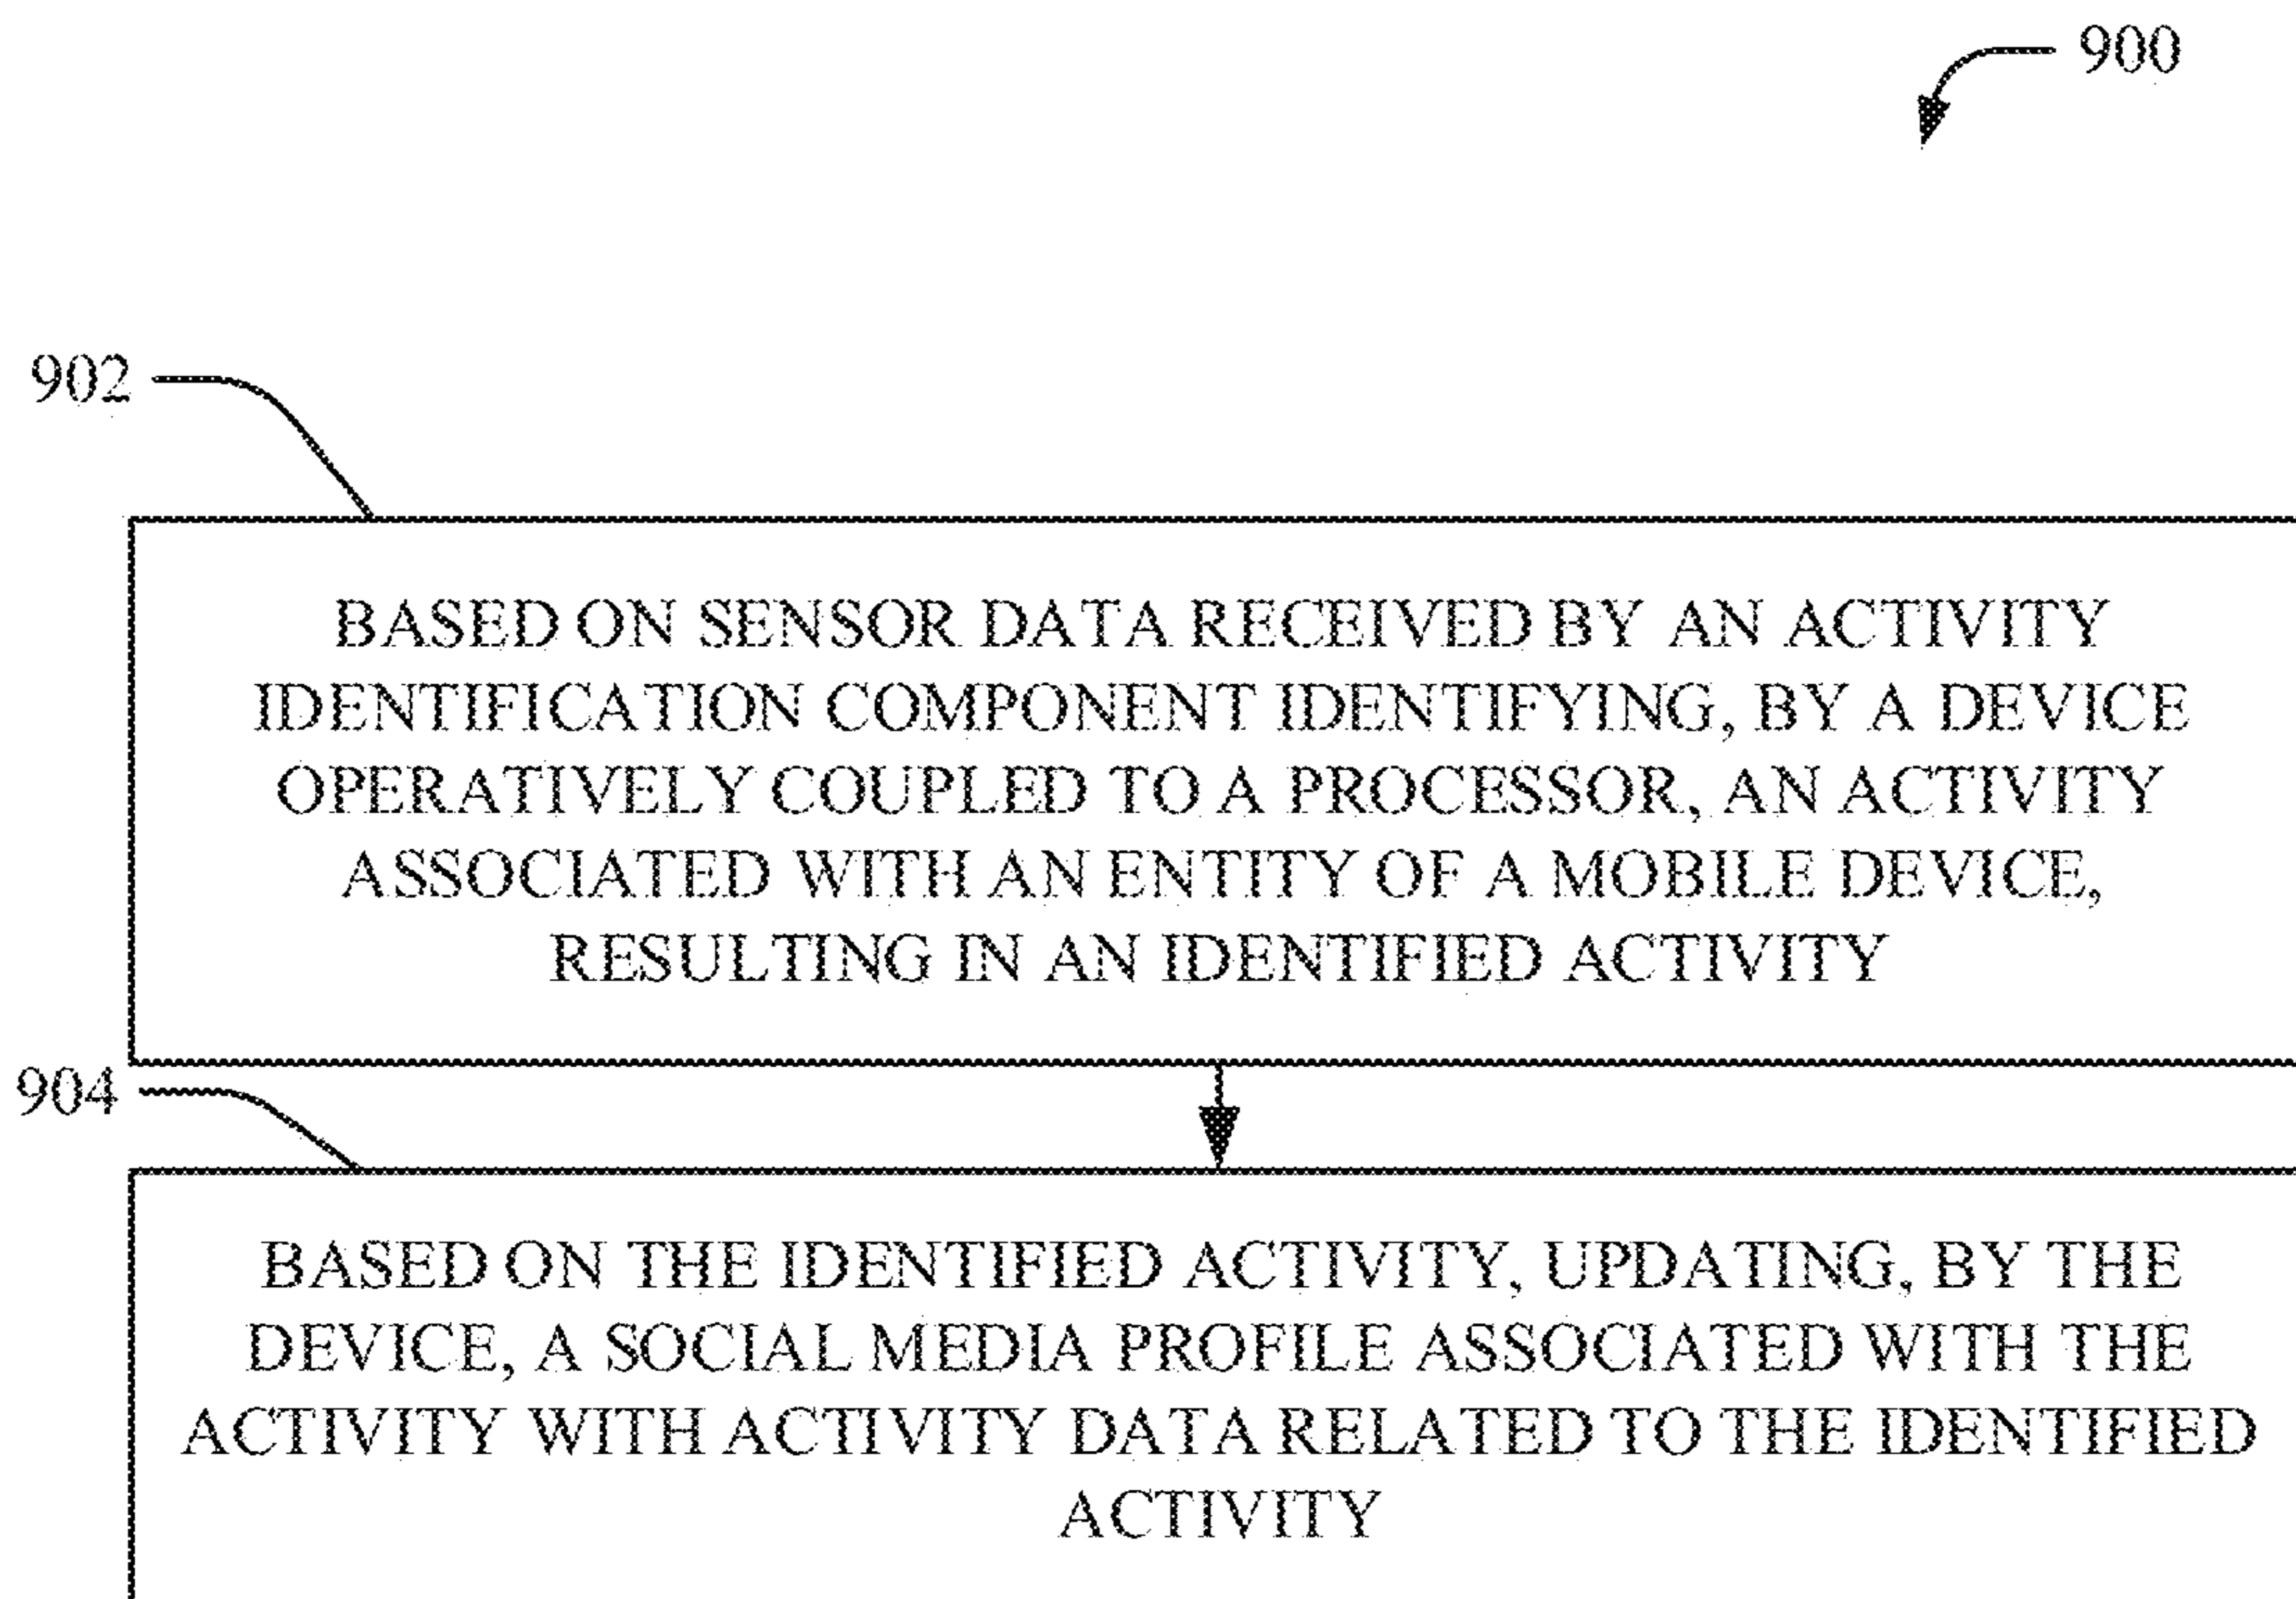 900
902
BASED ON SENSOR DATA RECEIVED BY AN ACTIVITY
IDENTIFICATION COMPONENT IDENTIFYING, BY A DEVICE
OPERATIVELY COUPLED TO A PROCESSOR, AN ACTIVITY
ASSOCIATED WITH AN ENTITY OF A MOBILE DEVICE,
RESULTING IN AN IDENTIFIED ACTIVITY
904
BASED ON THE IDENTIFIED ACTIVITY, UPDATING, BY THE
DEVICE, A SOCIAL MEDIA PROFILE ASSOCIATED WITH THE
ACTIVITY WITH ACTIVITY DATA RELATED TO THE IDENTIFIED
ACTIVITY